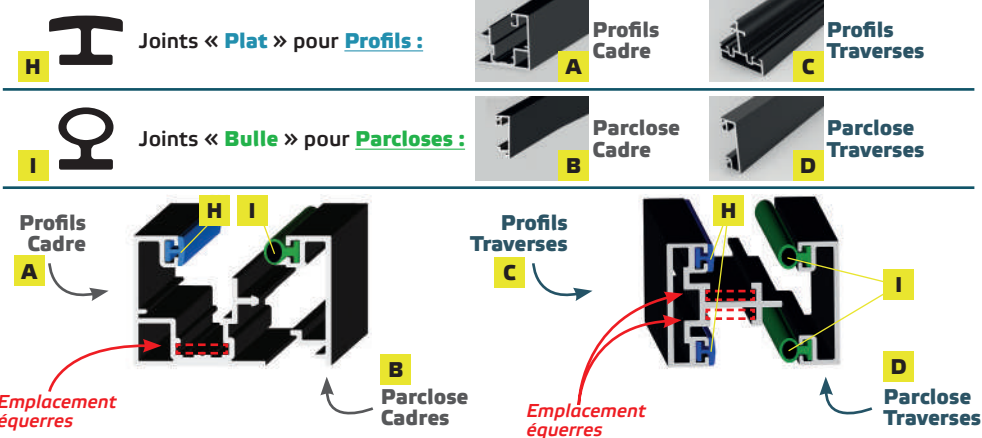 H
Joints « Plat » pour Profils :
A
Profils
Cadre
C
Profils
Traverses
I
Joints « Bulle » pour Parcloses :
B
Parclose
Cadre
D
Parclose
Traverses
Profils
Cadre
A
H
I
Emplacement
équerres
B
Parclose
Cadres
Profils
Traverses
C
H
I
Emplacement
équerres
D
Parclose
Traverses